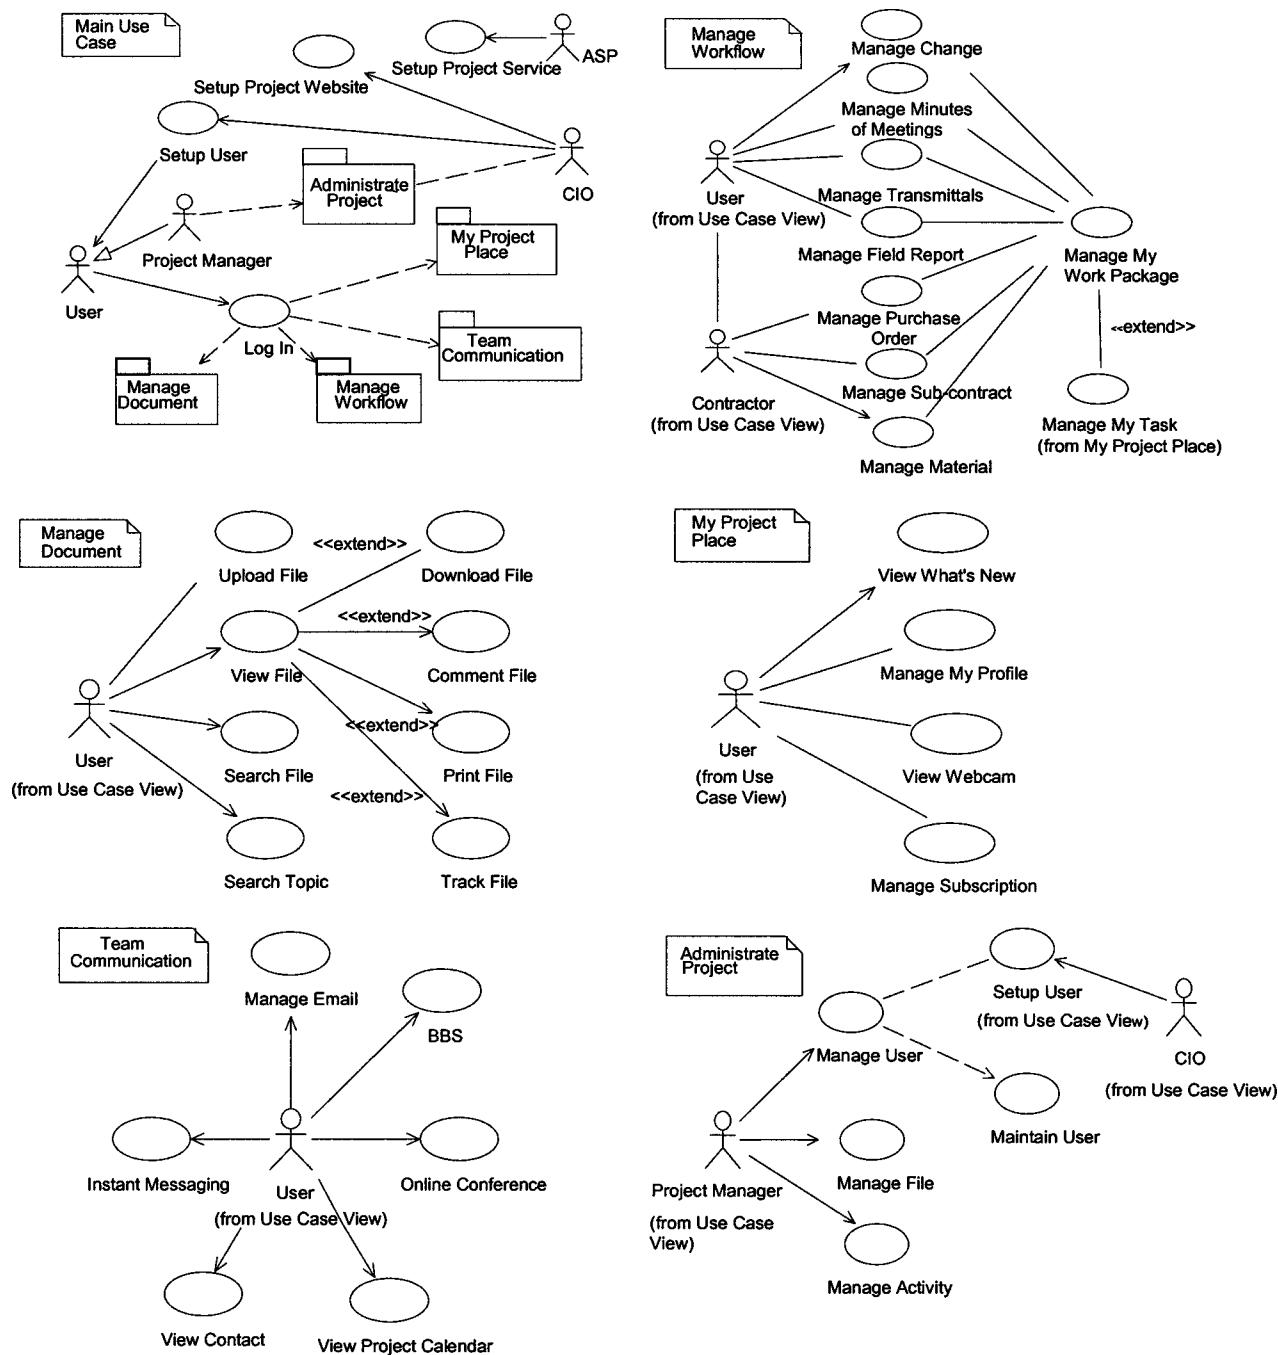 Main Use
Case
Setup Project Website
Setup Project Service
ASP
Setup User
Administrate
Project
CIO
Project Manager
My Project
Place
User
Log In
Team
Communication
Manage
Document
Manage
Workflow
Manage
Workflow
Manage Change
Manage Minutes
of Meetings
User
(from Use Case View)
Manage Transmittals
Manage Field Report
Manage My
Work Package
Manage Purchase
Order
<<extend>>
Contractor
(from Use Case View)
Manage Sub-contract
Manage My Task
(from My Project Place)
Manage Material
Manage
Document
Upload File
<<extend>>
Download File
<<extend>>
View File
Comment File
User
(from Use Case View)
Search File
<<extend>>
Print File
<<extend>>
Search Topic
Track File
My Project
Place
View What's New
Manage My Profile
User
(from Use
Case View)
View Webcam
Manage Subscription
Team
Communication
Manage Email
BBS
Instant Messaging
User
(from Use Case View)
Online Conference
View Contact
View Project Calendar
Administrate
Project
Setup User
(from Use Case View)
Manage User
CIO
(from Use Case View)
Maintain User
Project Manager
(from Use Case
View)
Manage File
Manage Activity